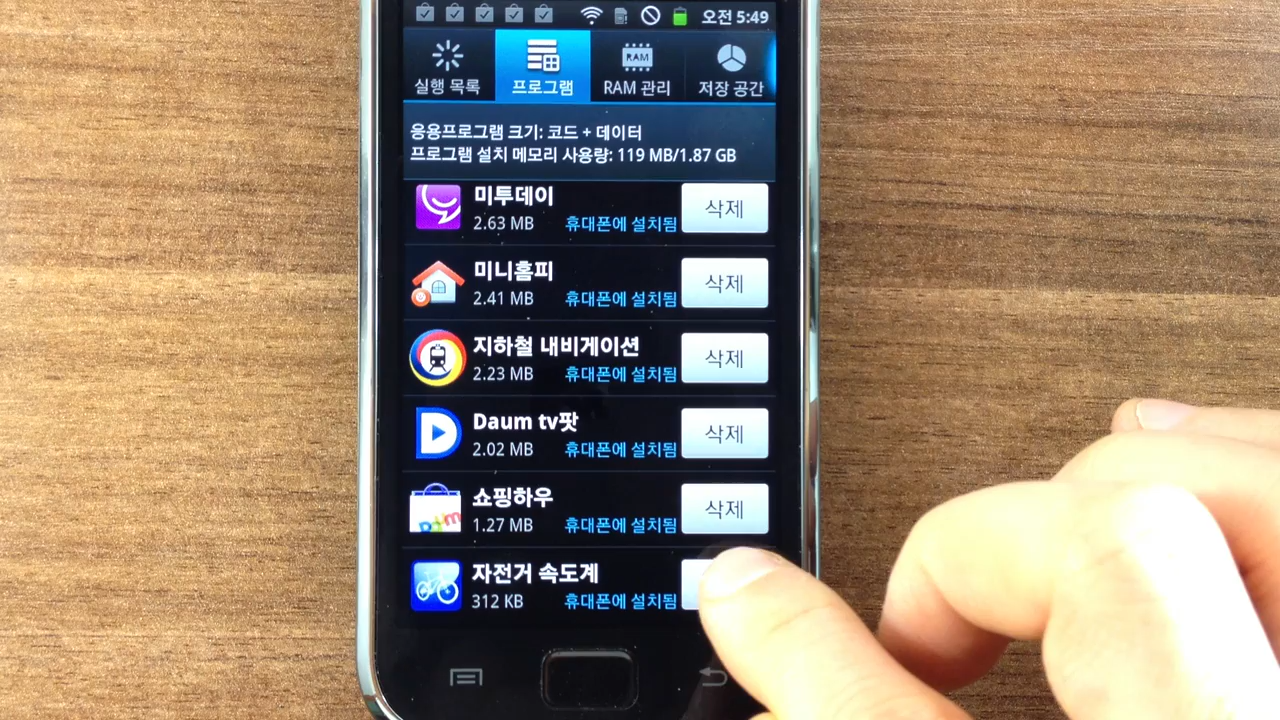 오전 5:49
실행 목록
프로그램
RAM
RAM 관리
저장 공간
응용프로그램 크기: 코드 + 데이터
프로그램 설치 메모리 사용량: 119 MB/1.87 GB
미투데이
2.63 MB 휴대폰에 설치됨
삭제
미니홈피
2.41 MB 휴대폰에 설치됨
삭제
지하철 내비게이션
2.23 MB 휴대폰에 설치됨
삭제
Daum tv팟
2.02 MB 휴대폰에 설치됨
삭제
쇼핑하우
1.27 MB 휴대폰에 설치됨
삭제
자전거 속도계
312 KB 휴대폰에 설치됨